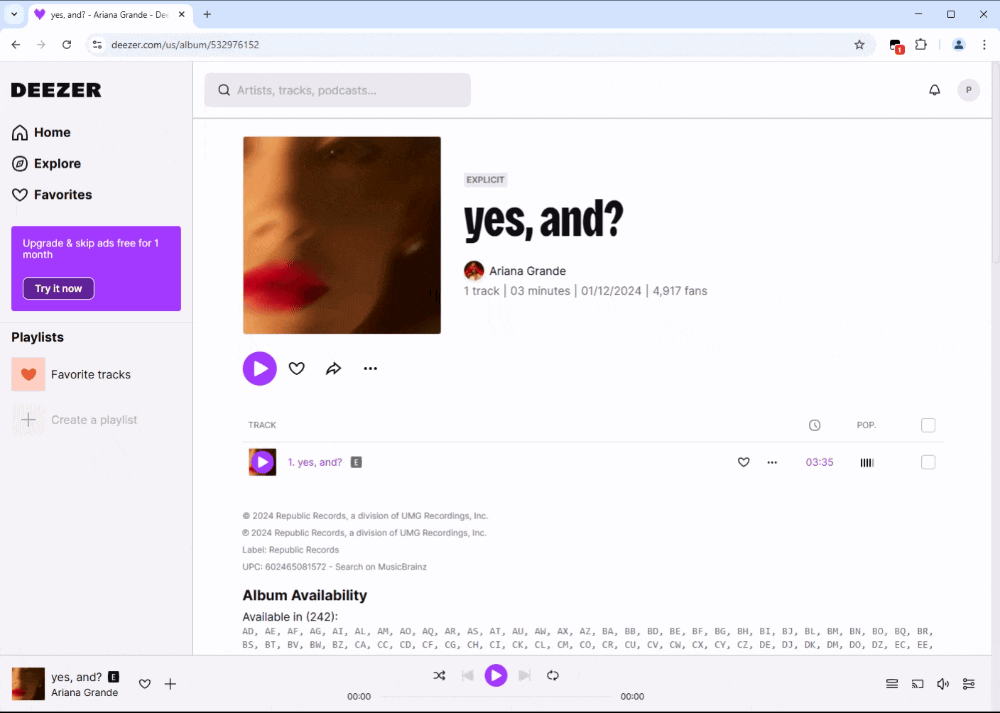 yes, and? - Ariana Grande - Dee
deezer.com/us/album/532976152
1
DEEZER
Artists, tracks, podcasts...
P
Home
Explore
Favorites
Upgrade & skip ads free for 1
month
Try it now
Playlists
Favorite tracks
Create a playlist
EXPLICIT
yes, and?
Ariana Grande
1 track | 03 minutes | 01/12/2024 | 4,917 fans
TRACK
POP.
1. yes, and? E
03:35
© 2024 Republic Records, a division of UMG Recordings, Inc.
℗ 2024 Republic Records, a division of UMG Recordings, Inc.
Label: Republic Records
UPC: 602465081572 - Search on MusicBrainz
Album Availability
Available in (242):
AD, AE, AF, AG, AI, AL, AM, AO, AQ, AR, AS, AT, AU, AW, AX, AZ, BA, BB, BD, BE, BF, BG, BH, BI, BJ, BL, BM, BN, BO, BQ, BR,
BS, BT, BV, BW, BZ, CA, CC, CD, CF, CG, CH, CI, CK, CL, CM, CO, CR, CU, CV, CW, CX, CY, CZ, DE, DJ, DK, DM, DO, DZ, EC, EE,
yes, and? E
Ariana Grande
00:00
00:00